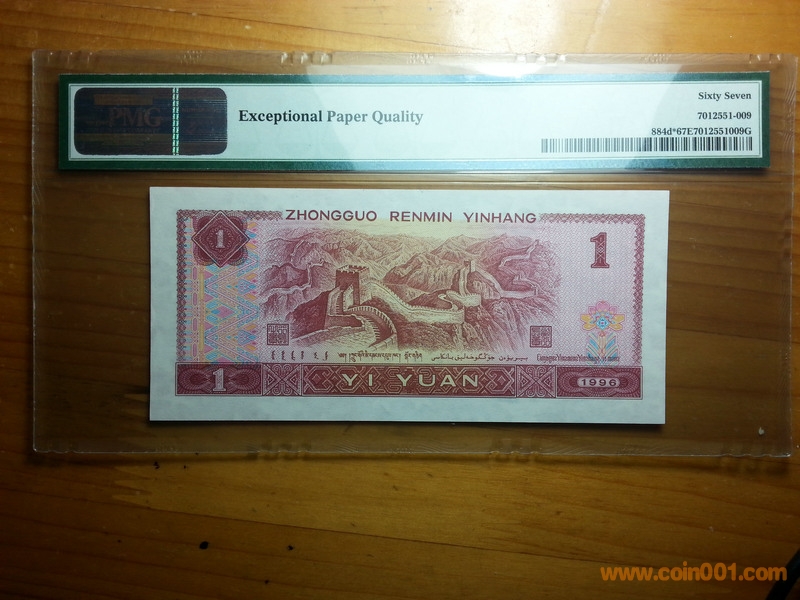 PMG
Exceptional Paper Quality
Sixty Seven
7012551-009
884d*67E7012551009G
ZHONGGUO RENMIN YINHANG
1
1
1
YI YUAN
1996
www.coin001.com